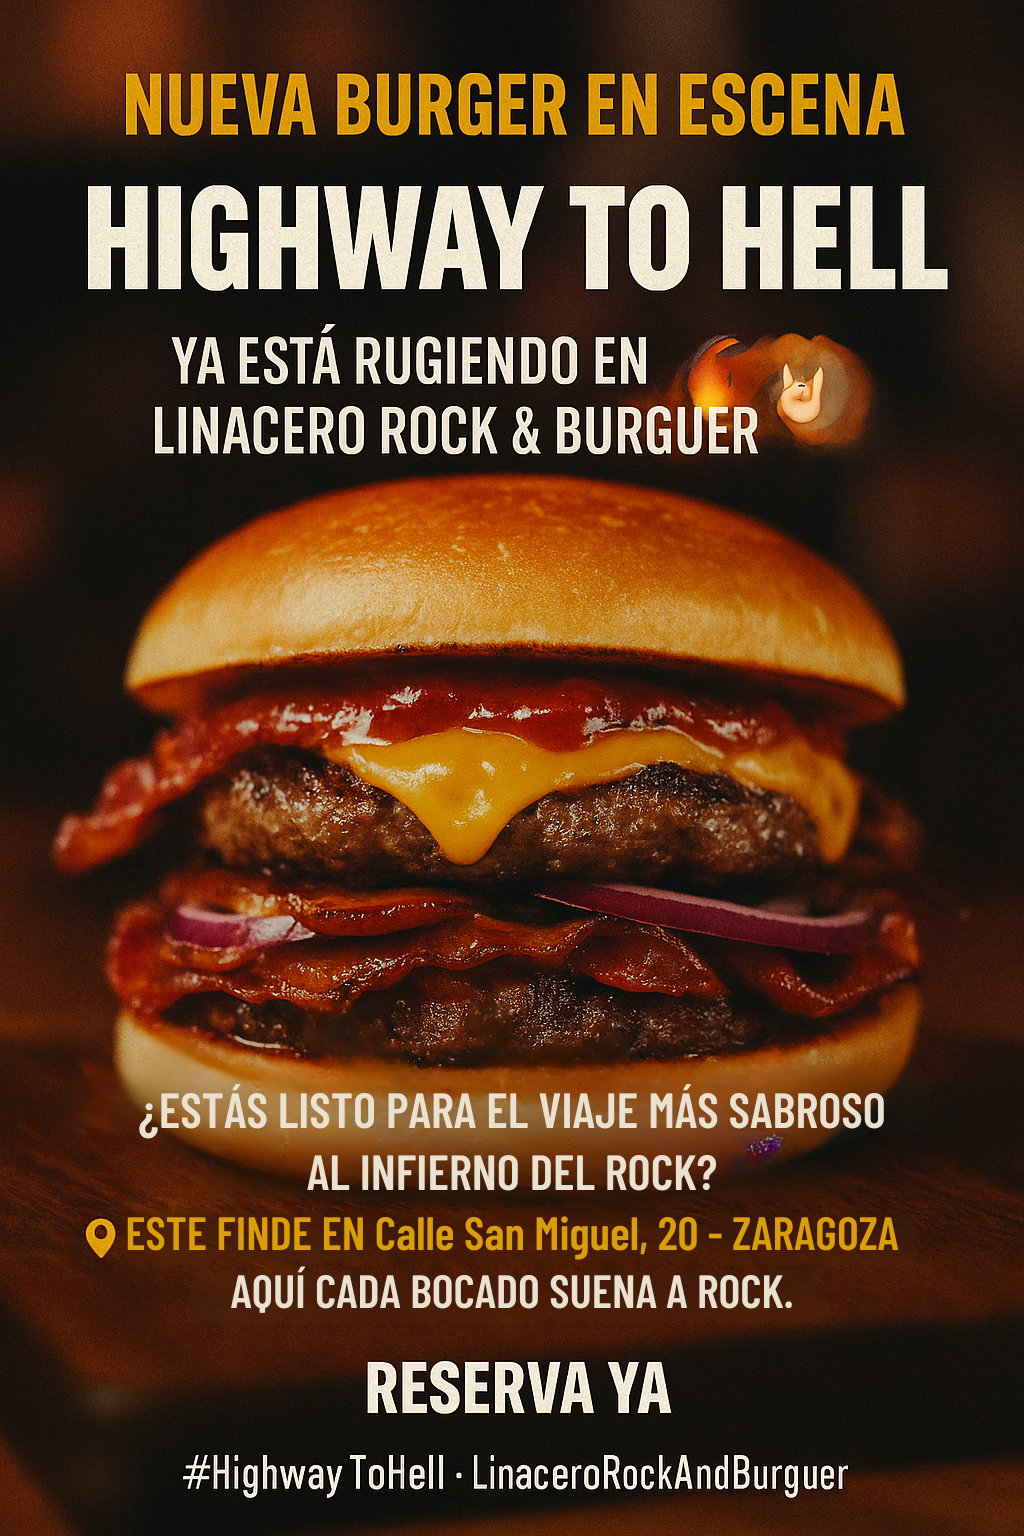 NUEVA BURGER EN ESCENA
HIGHWAY TO HELL
YA ESTÁ RUGIENDO EN
LINACERO ROCK & BURGUER
¿ESTÁS LISTO PARA EL VIAJE MÁS SABROSO
AL INFIERNO DEL ROCK?
ESTE FINDE EN Calle San Miguel, 20 - ZARAGOZA
AQUÍ CADA BOCADO SUENA A ROCK.
RESERVA YA
#HighwayToHell · LinaceroRockAndBurguer